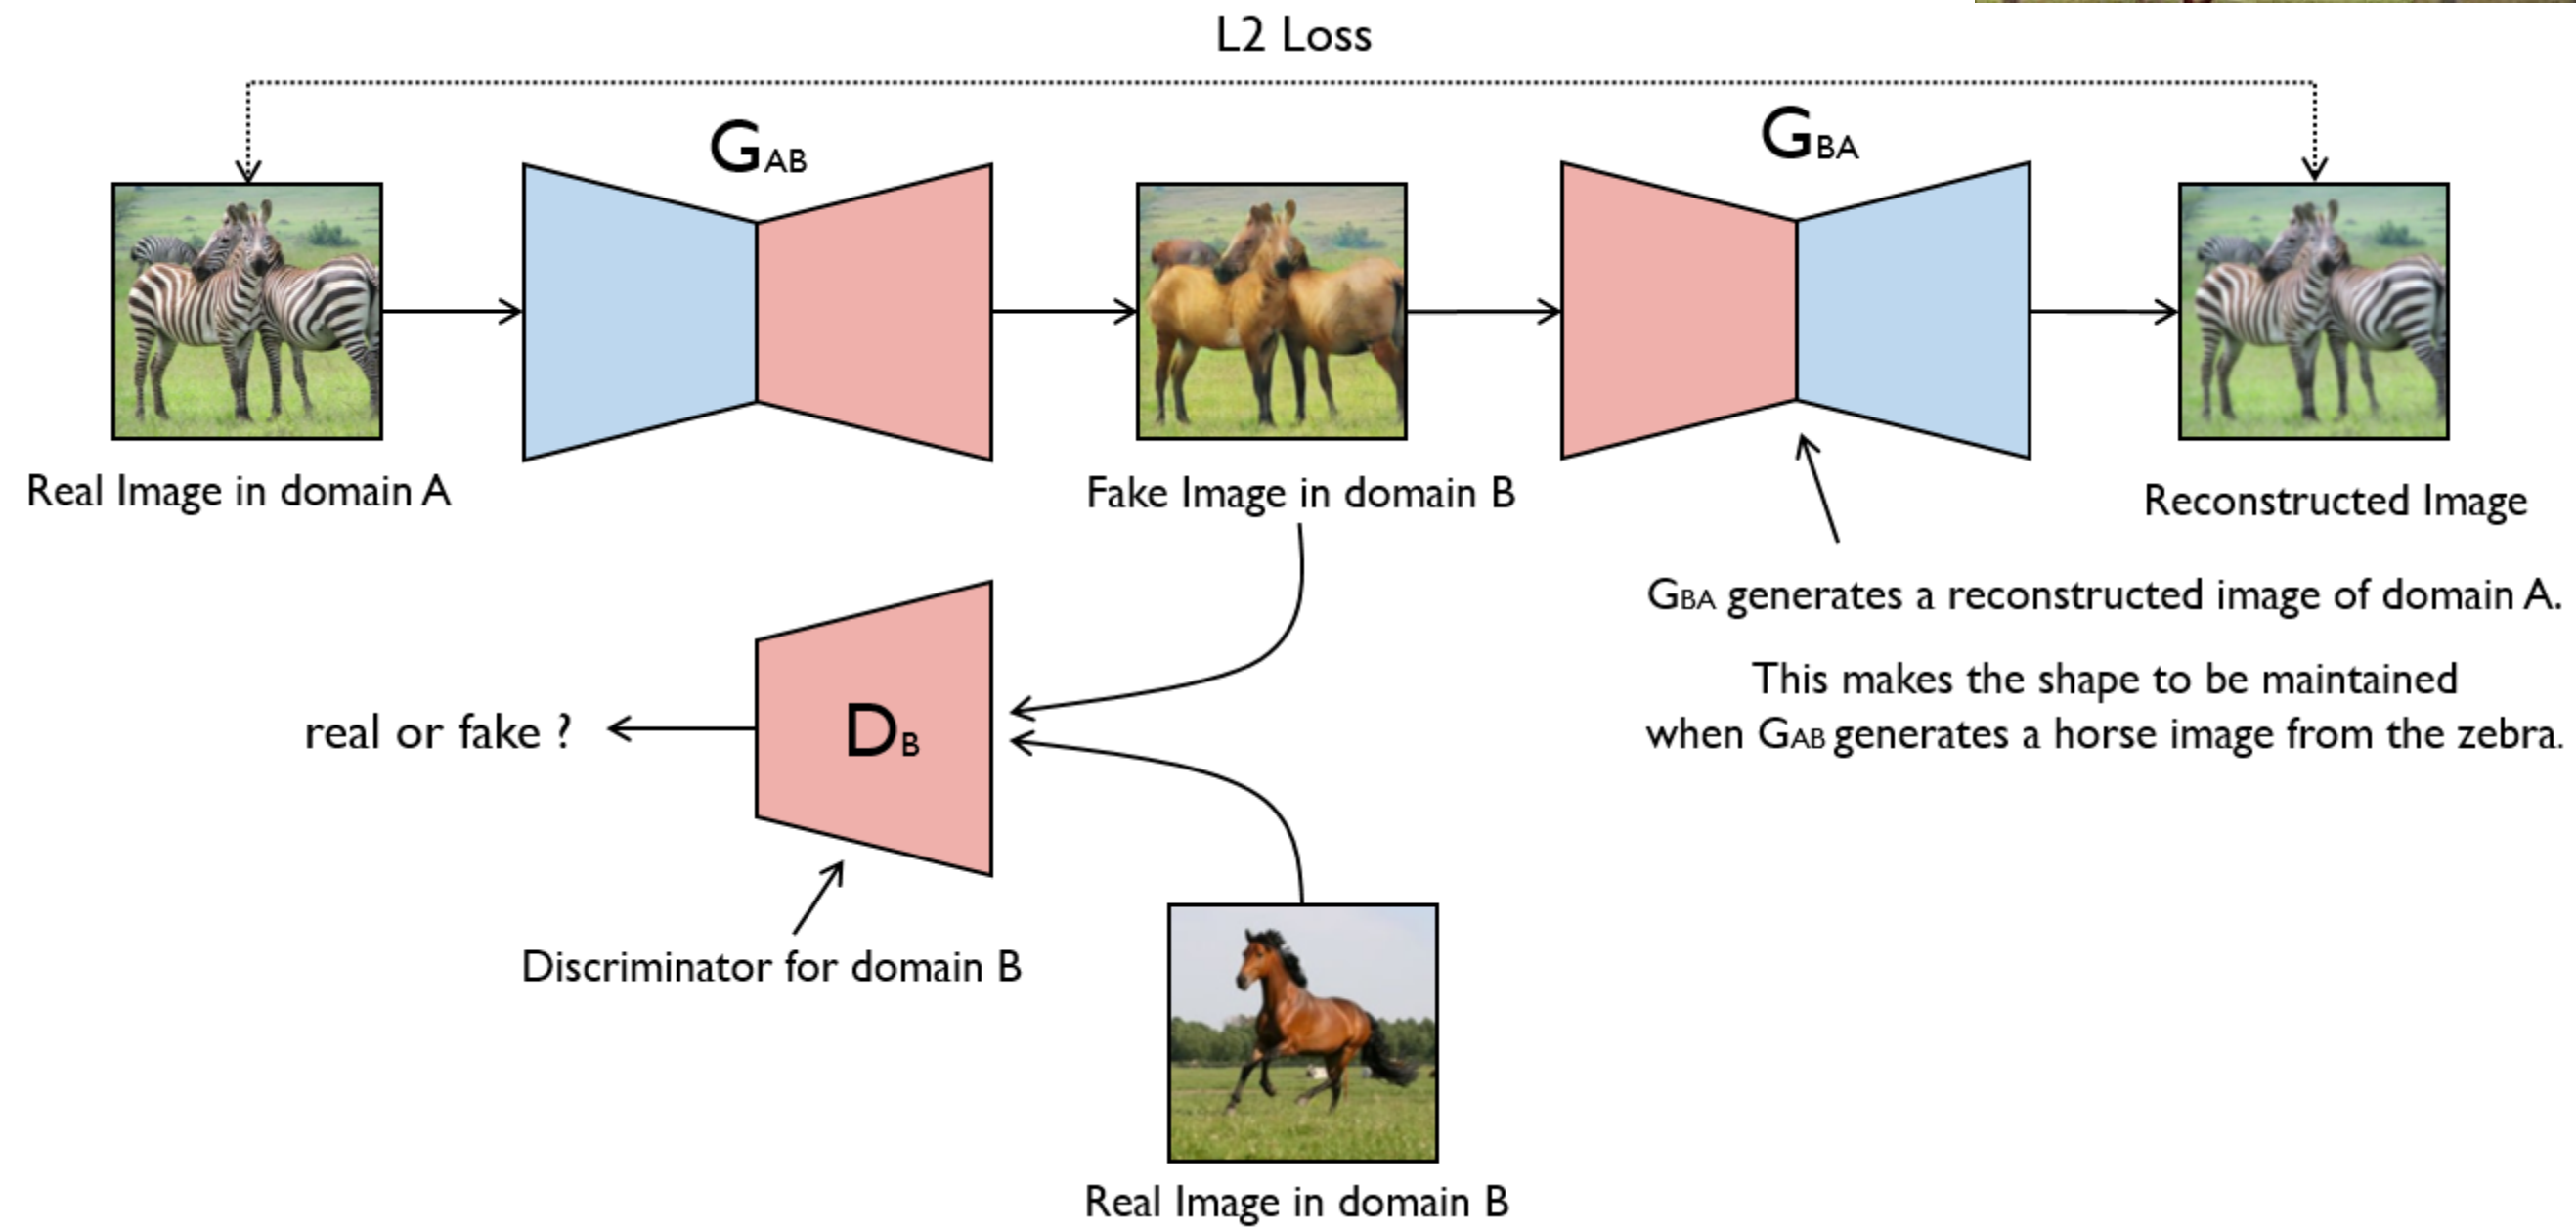 L2 Loss
GAB
GBA
Real Image in domain A
Fake Image in domain B
Reconstructed Image
GBA generates a reconstructed image of domain A.
This makes the shape to be maintained
when GAB generates a horse image from the zebra.
real or fake ?
DB
Discriminator for domain B
Real Image in domain B